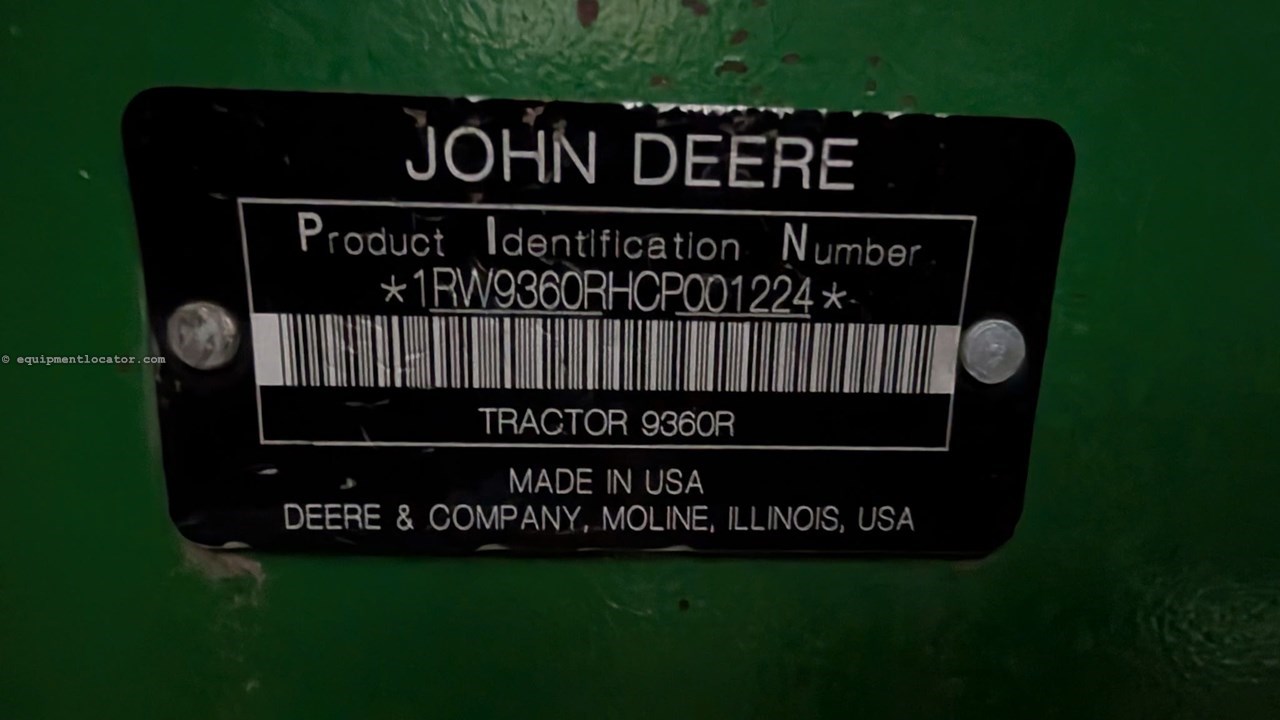 JOHN DEERE
Product Identification Number
*1RW9360RHCP001224*
© equipmentlocator.com
TRACTOR 9360R
MADE IN USA
DEERE & COMPANY, MOLINE, ILLINOIS, USA